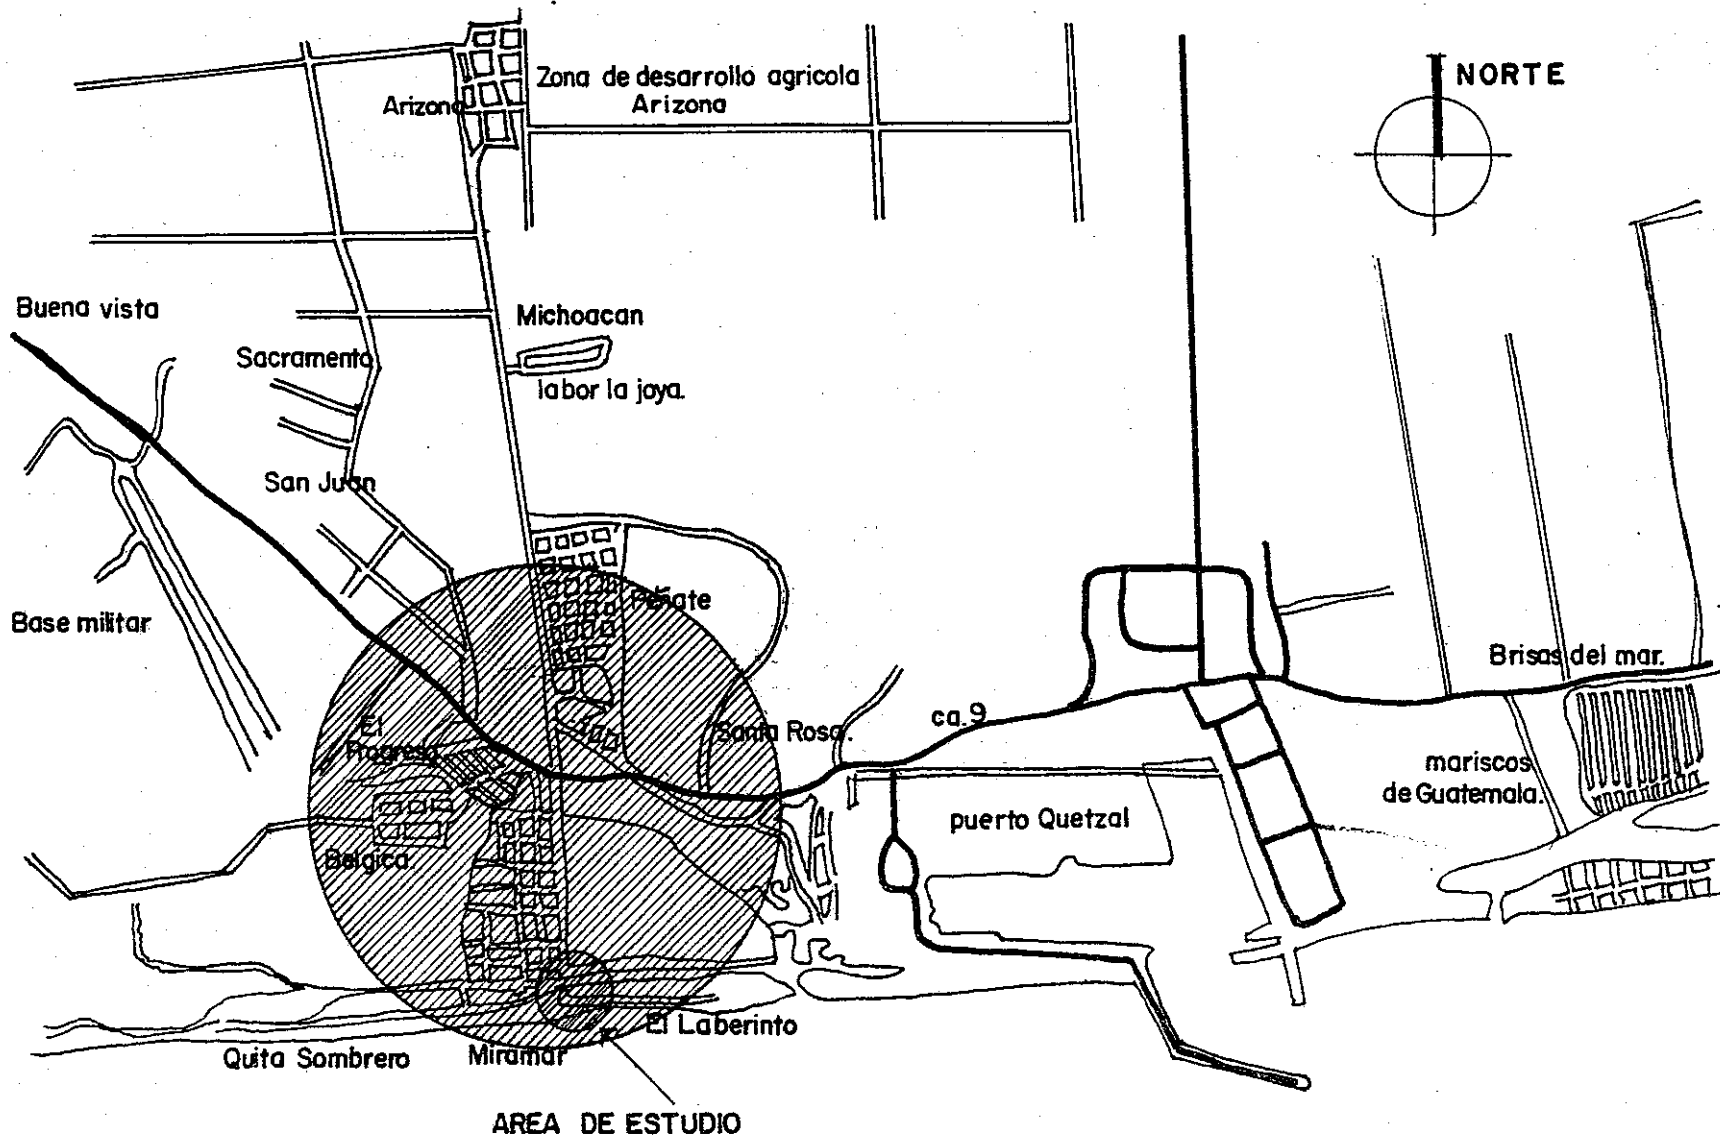 NORTE
Zona de desarrollo agricola
Arizona
Arizona
Buena vista
Michoacan
Sacramento
labor la joya.
San Juan
Peñate
Base militar
Brisas del mar.
El
Progreso
Santa Rosa.
ca.9
mariscos
de Guatemala.
puerto Quetzal
Belgica.
El Laberinto
Quita Sombrero
Miramar
AREA DE ESTUDIO